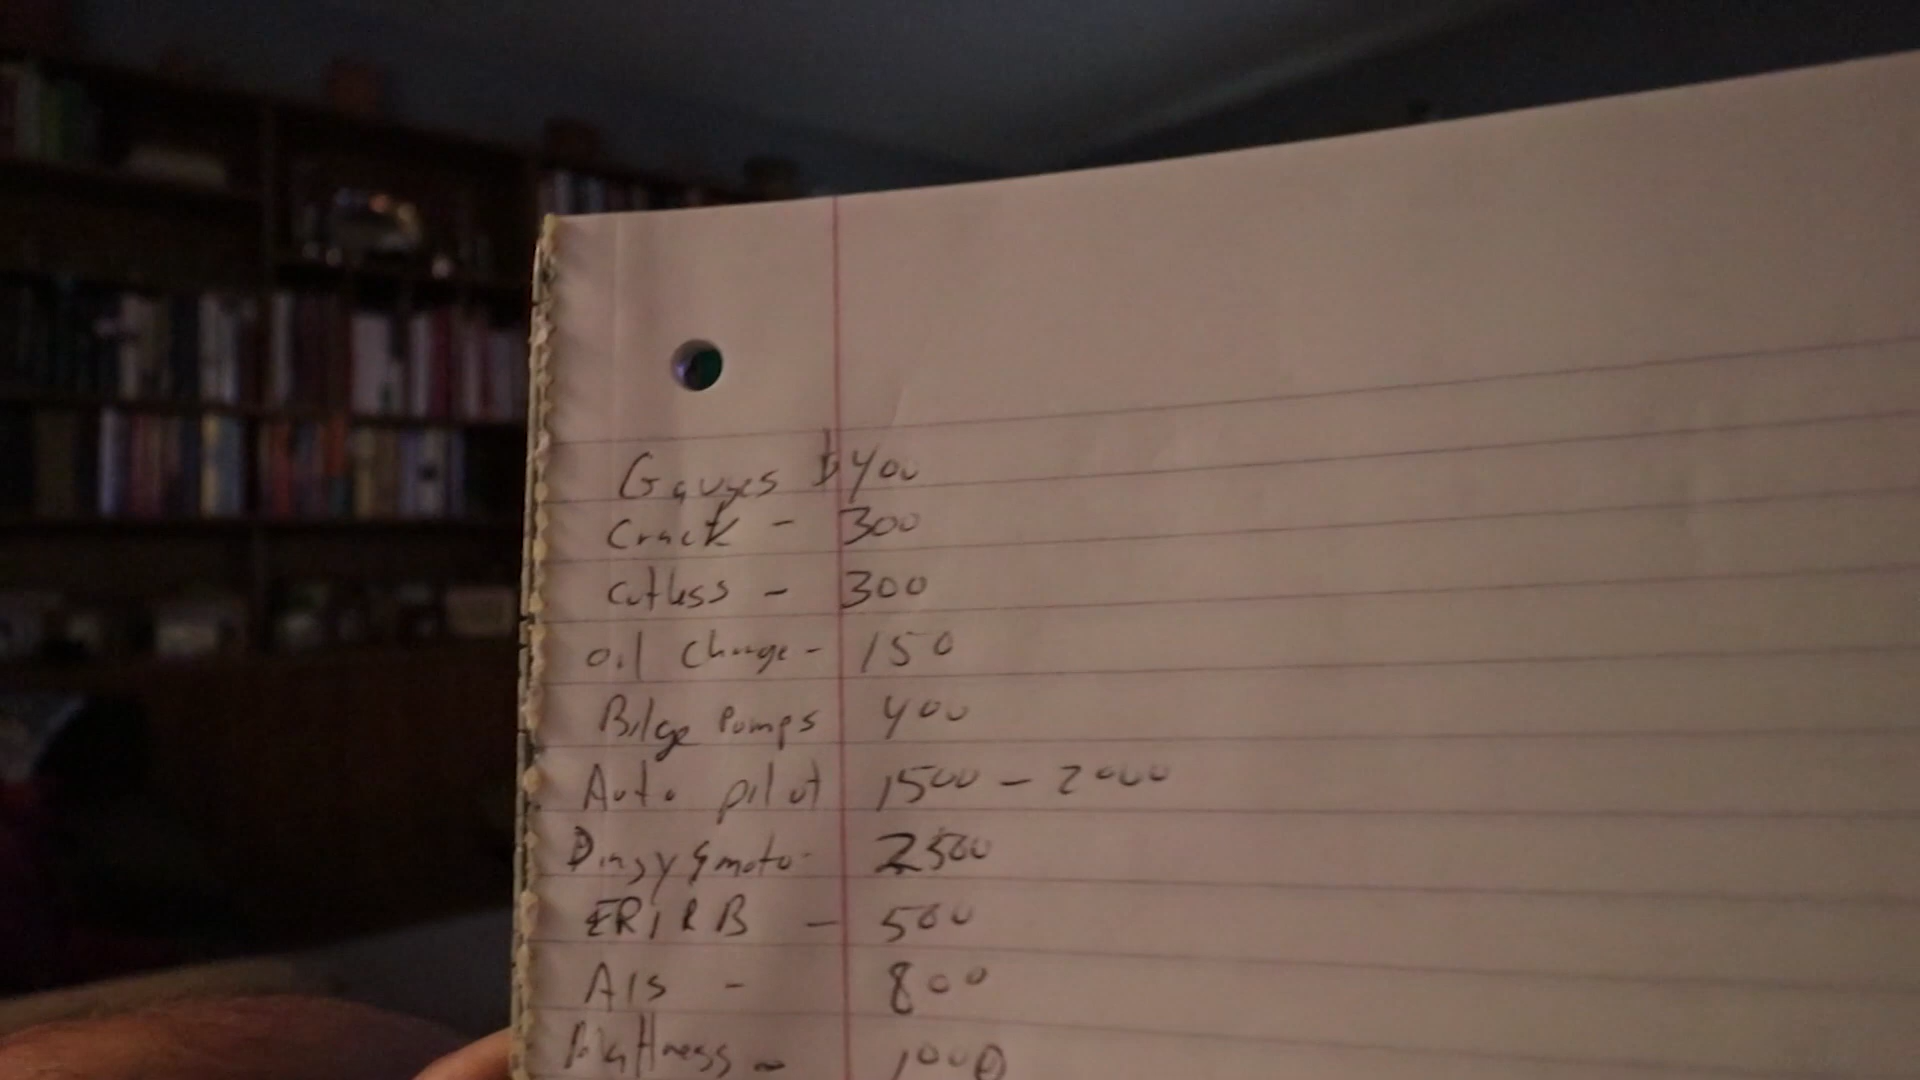 Gauges $400
Crack - 300
Cutless - 300
Oil Change - 150
Bilge Pumps 400
Auto pilot 1500 - 2000
Dingy & motor 2500
EPIRB - 500
AIS - 800
- 1000